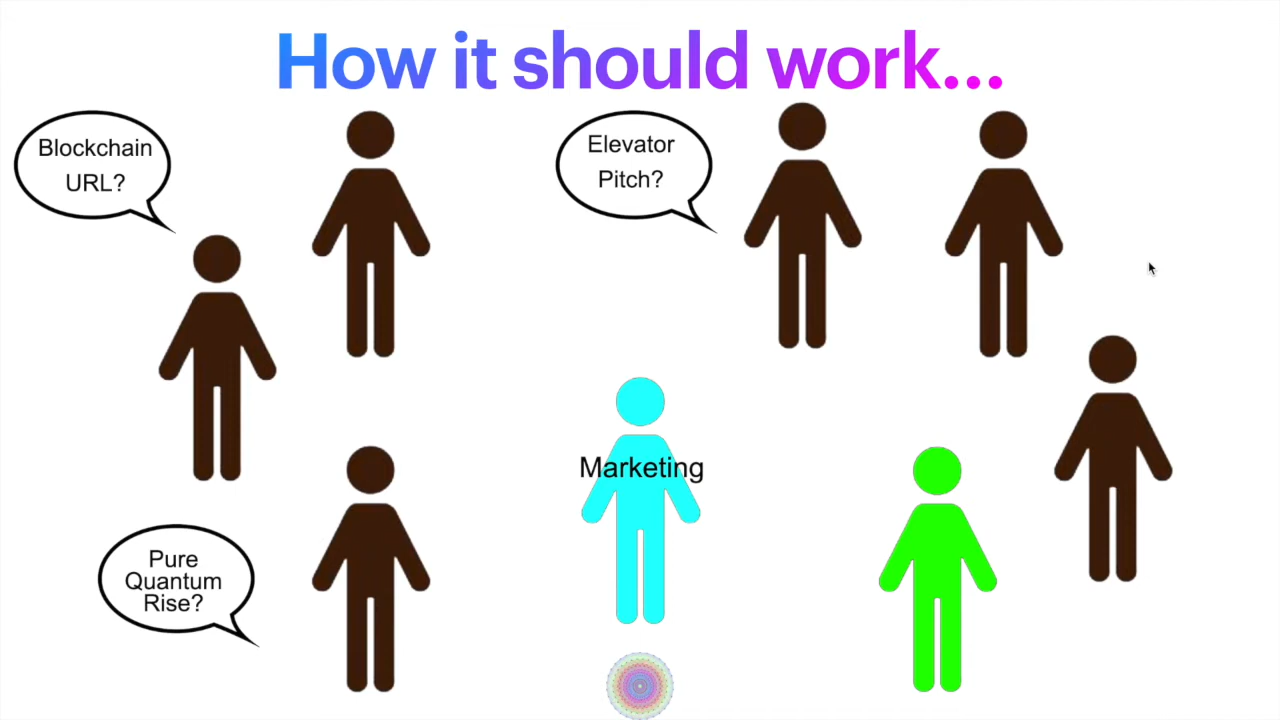 How it should work...
Blockchain
URL?
Elevator
Pitch?
Marketing
Pure
Quantum
Rise?